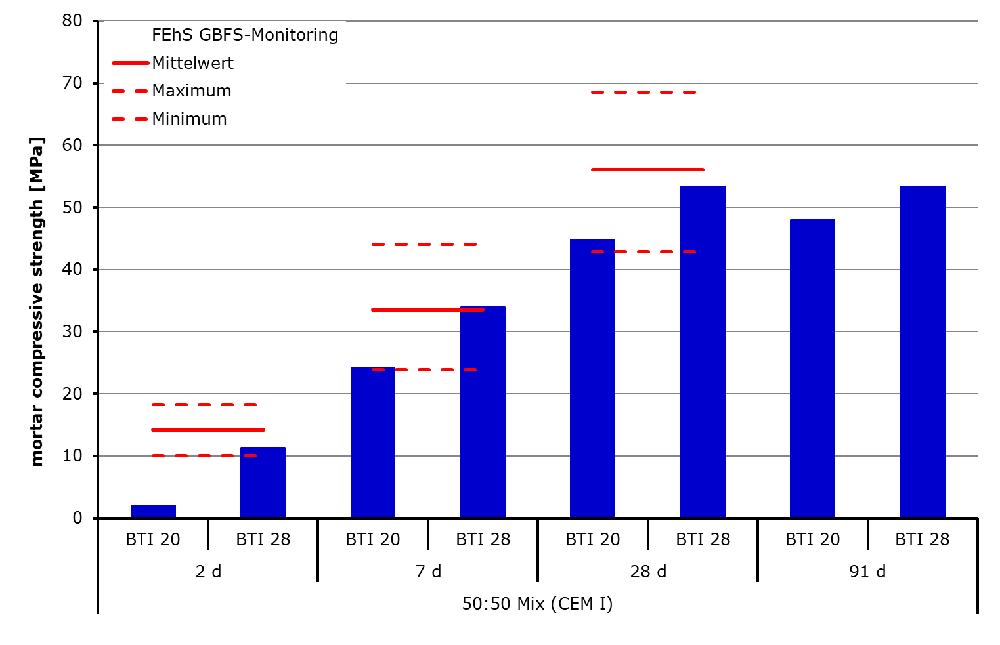 80
70
60
50
40
30
20
10
0
mortar compressive strength [MPa]
FEhS GBFS-Monitoring
Mittelwert
Maximum
Minimum
BTI 20 BTI 28 BTI 20 BTI 28 BTI 20 BTI 28 BTI 20 BTI 28
2 d 7 d 28 d 91 d
50:50 Mix (CEM I)